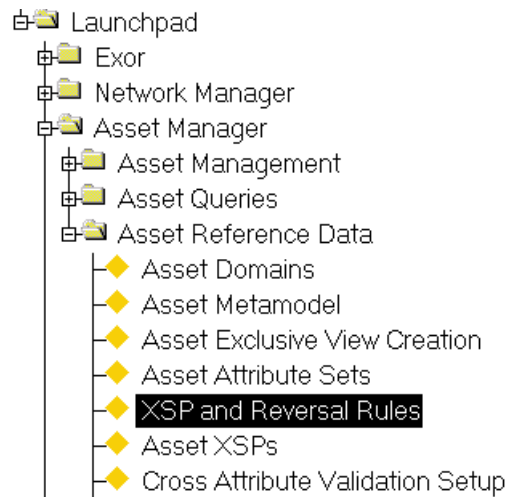 Launchpad
Exor
Network Manager
Asset Manager
Asset Management
Asset Queries
Asset Reference Data
Asset Domains
Asset Metamodel
Asset Exclusive View Creation
Asset Attribute Sets
XSP and Reversal Rules
Asset XSPs
Cross Attribute Validation Setup